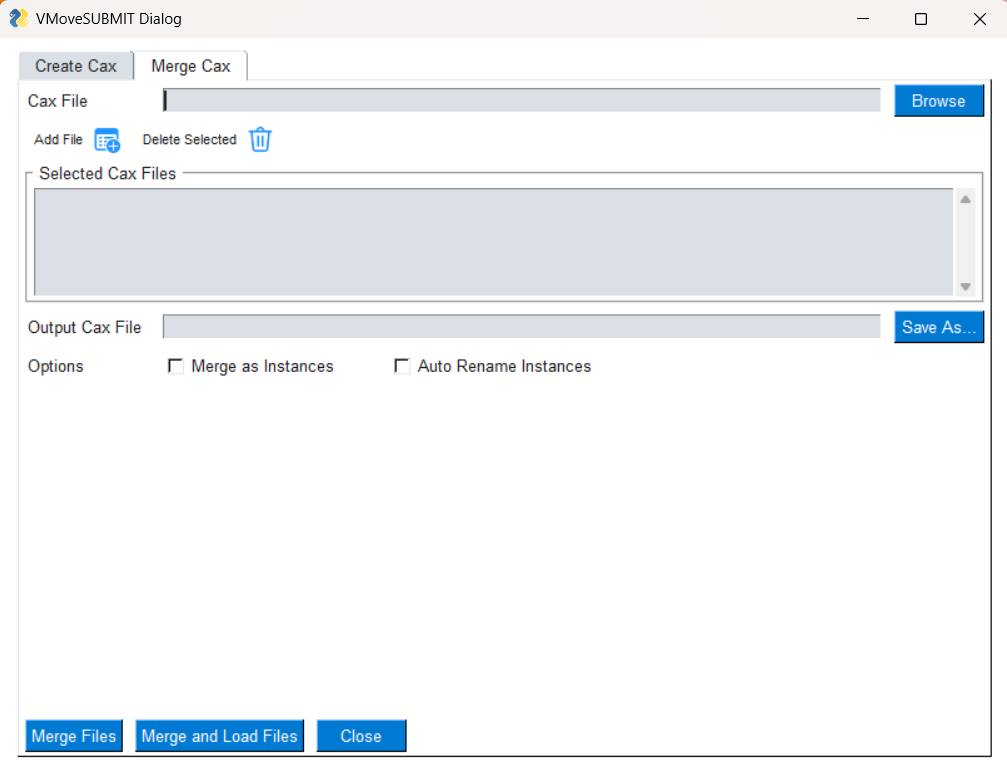 VMoveSUBMIT Dialog
Create Cax Merge Cax
Cax File Browse
Add File Delete Selected
Selected Cax Files
Output Cax File Save As...
Options Merge as Instances Auto Rename Instances
Merge Files Merge and Load Files Close